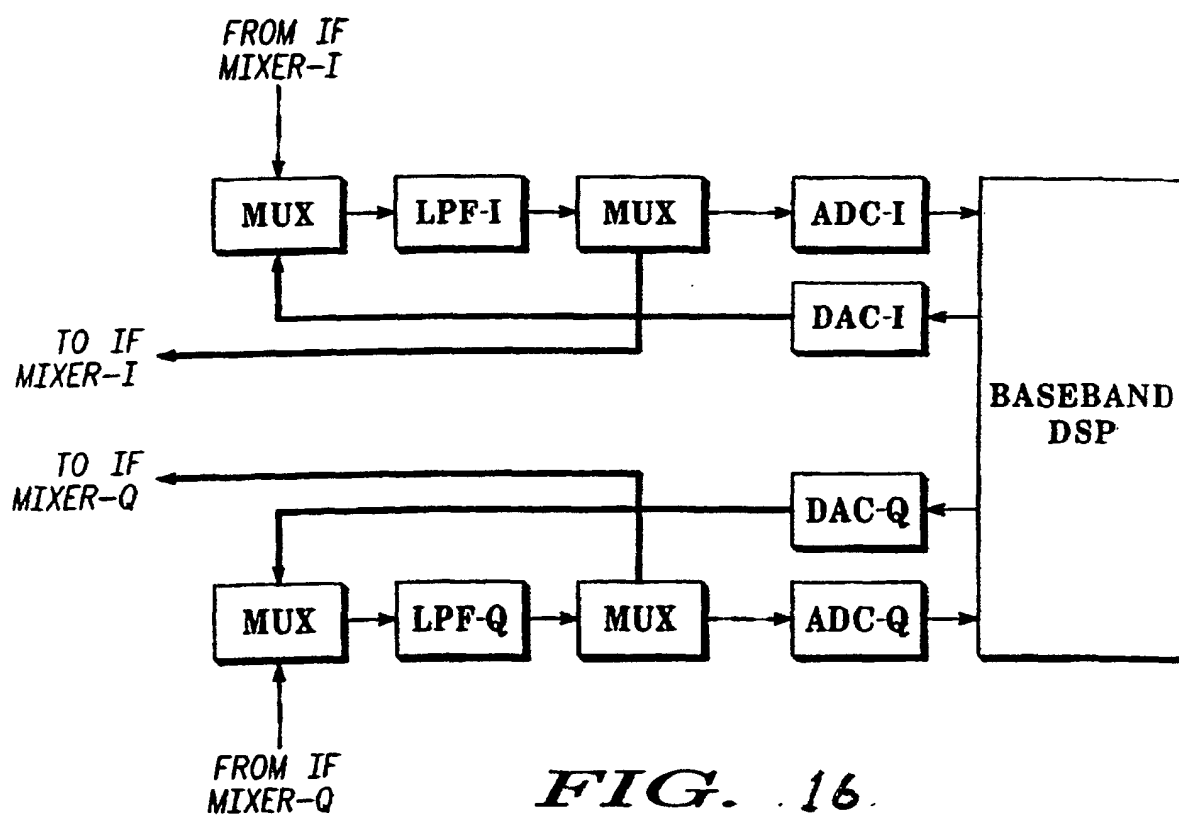 FROM IF
MIXER-I
MUX
LPF-I
MUX
ADC-I
DAC-I
TO IF
MIXER-I
BASEBAND
DSP
TO IF
MIXER-Q
DAC-Q
MUX
LPF-Q
MUX
ADC-Q
FROM IF
MIXER-Q
FIG. 16